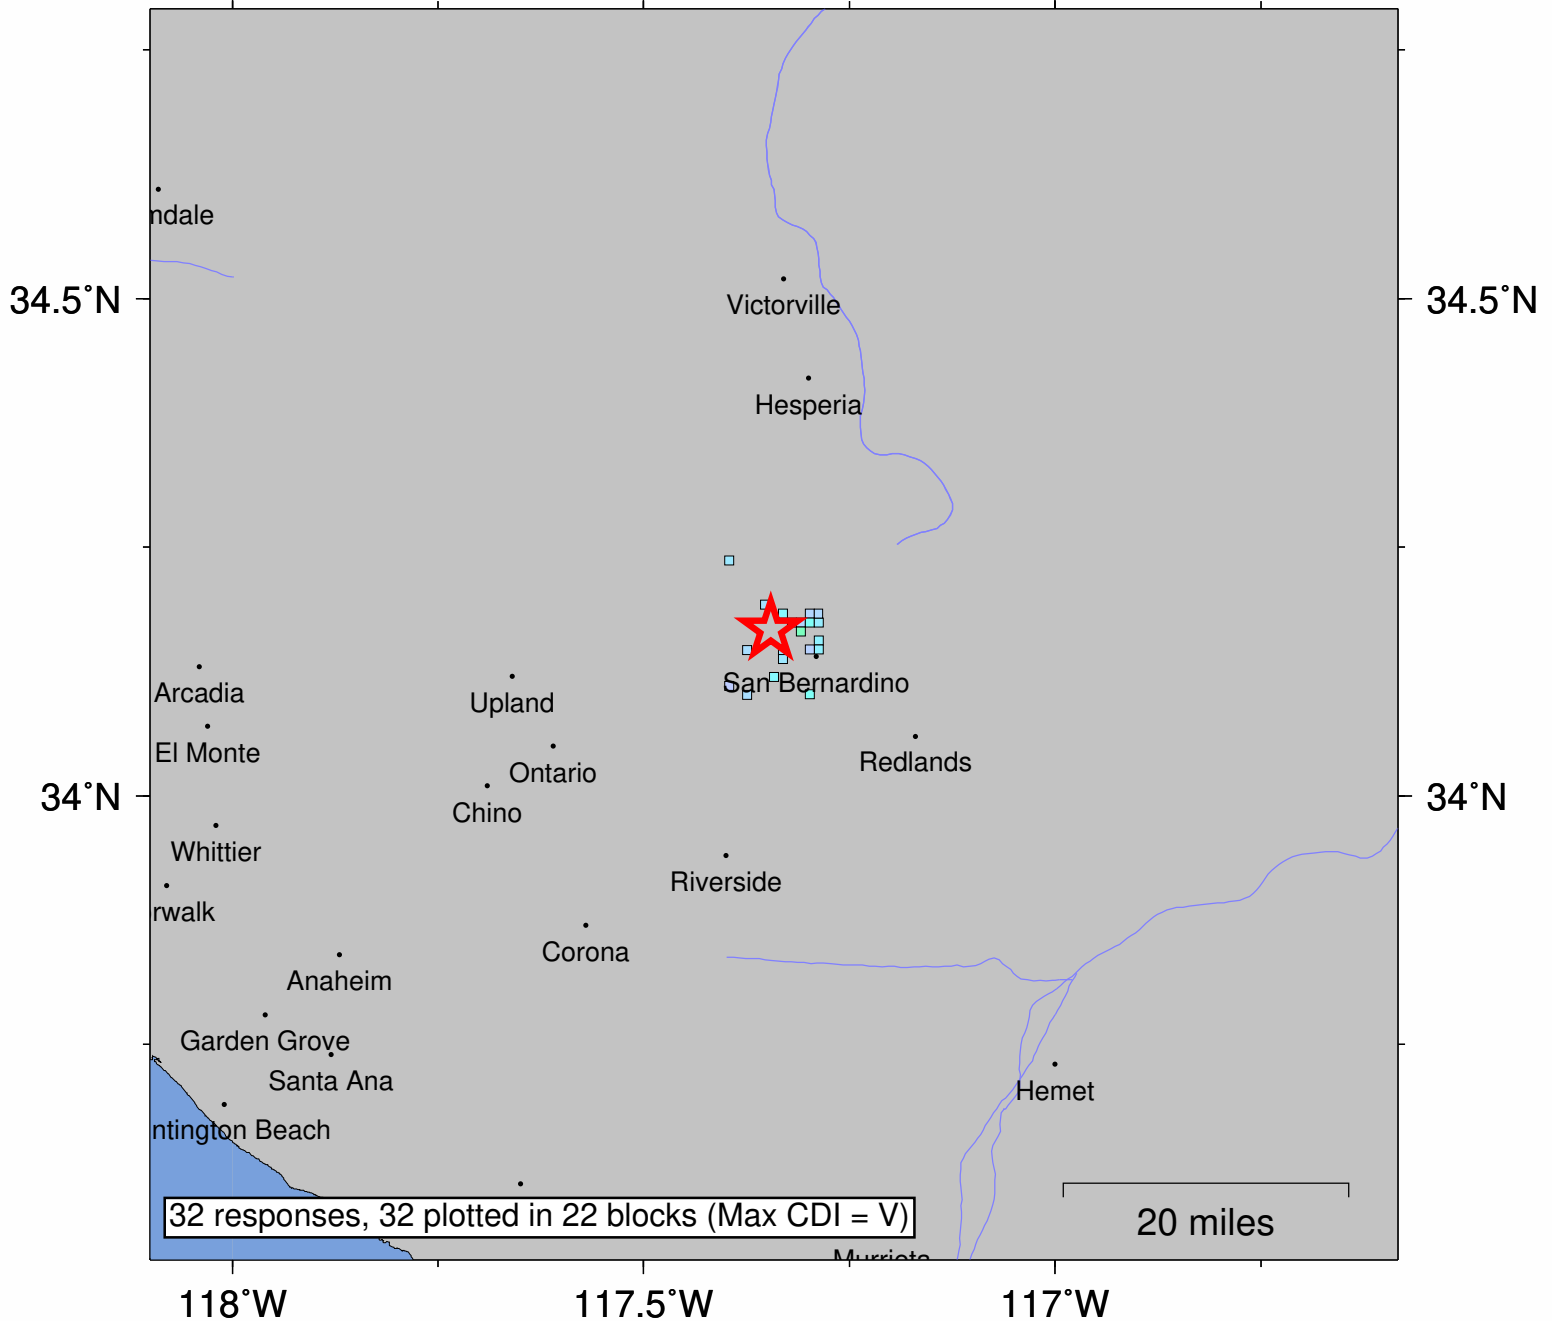 ndale
34.5°N
34.5°N
Victorville
Hesperia
Arcadia
Upland
San Bernardino
El Monte
Redlands
Ontario
34°N
34°N
Chino
Whittier
Riverside
rwalk
Corona
Anaheim
Garden Grove
Santa Ana
Hemet
ntington Beach
32 responses, 32 plotted in 22 blocks (Max CDI = V)
20 miles
Murrieta
118°W
117.5°W
117°W